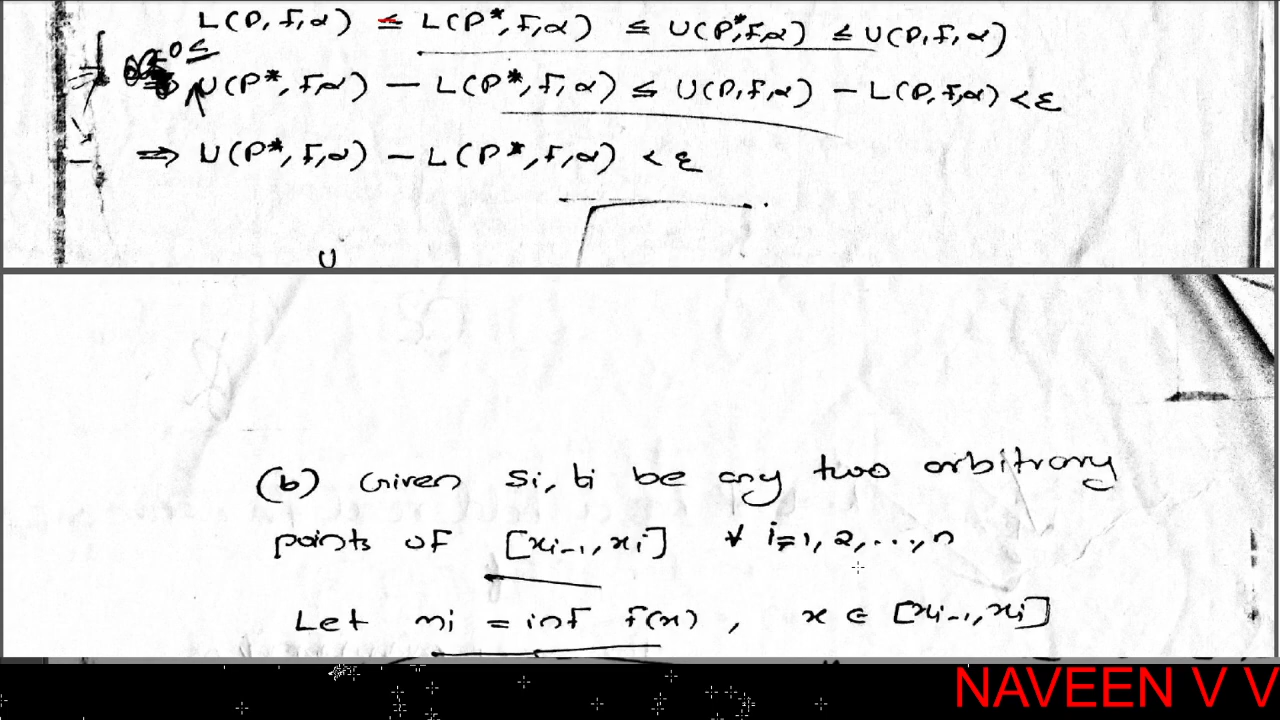 L(P, f, α) ≤ L(P*, f, α) ≤ U(P*, f, α) ≤ U(P, f, α)
0 ≤
⇒ U(P*, f, α) — L(P*, f, α) ≤ U(P, f, α) — L(P, f, α) < ε
⇒ U(P*, f, α) — L(P*, f, α) < ε
U
(b) Given si, ti be any two arbitrary
points of [xi-1, xi] ∀ i=1, 2, ..., n
Let mi = inf f(x), x ∈ [xi-1, xi]
NAVEEN V V